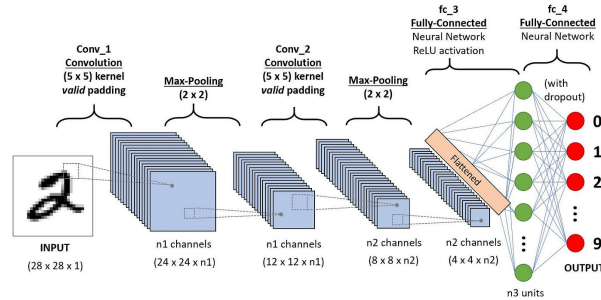 fc_3
Fully-Connected
Neural Network
ReLU activation
fc_4
Fully-Connected
Neural Network
Conv_1
Convolution
(5 x 5) kernel
valid padding
Max-Pooling
(2 x 2)
Conv_2
Convolution
(5 x 5) kernel
valid padding
Max-Pooling
(2 x 2)
(with
dropout)
Flattened
0
1
2
9
INPUT
(28 x 28 x 1)
n1 channels
(24 x 24 x n1)
n1 channels
(12 x 12 x n1)
n2 channels
(8 x 8 x n2)
n2 channels
(4 x 4 x n2)
n3 units
OUTPUT
2